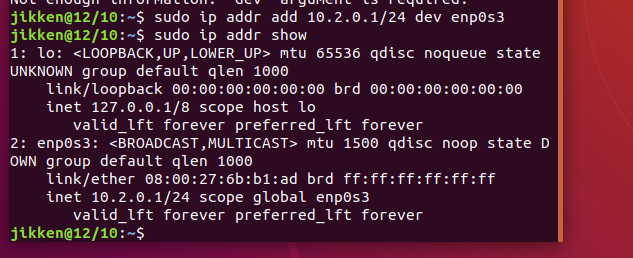 Not enough information: "dev" argument is required.
jikken@12/10:~$ sudo ip addr add 10.2.0.1/24 dev enp0s3
jikken@12/10:~$ sudo ip addr show
1: lo: <LOOPBACK,UP,LOWER_UP> mtu 65536 qdisc noqueue state
UNKNOWN group default qlen 1000
    link/loopback 00:00:00:00:00:00 brd 00:00:00:00:00:00
    inet 127.0.0.1/8 scope host lo
       valid_lft forever preferred_lft forever
2: enp0s3: <BROADCAST,MULTICAST> mtu 1500 qdisc noop state D
OWN group default qlen 1000
    link/ether 08:00:27:6b:b1:ad brd ff:ff:ff:ff:ff:ff
    inet 10.2.0.1/24 scope global enp0s3
       valid_lft forever preferred_lft forever
jikken@12/10:~$